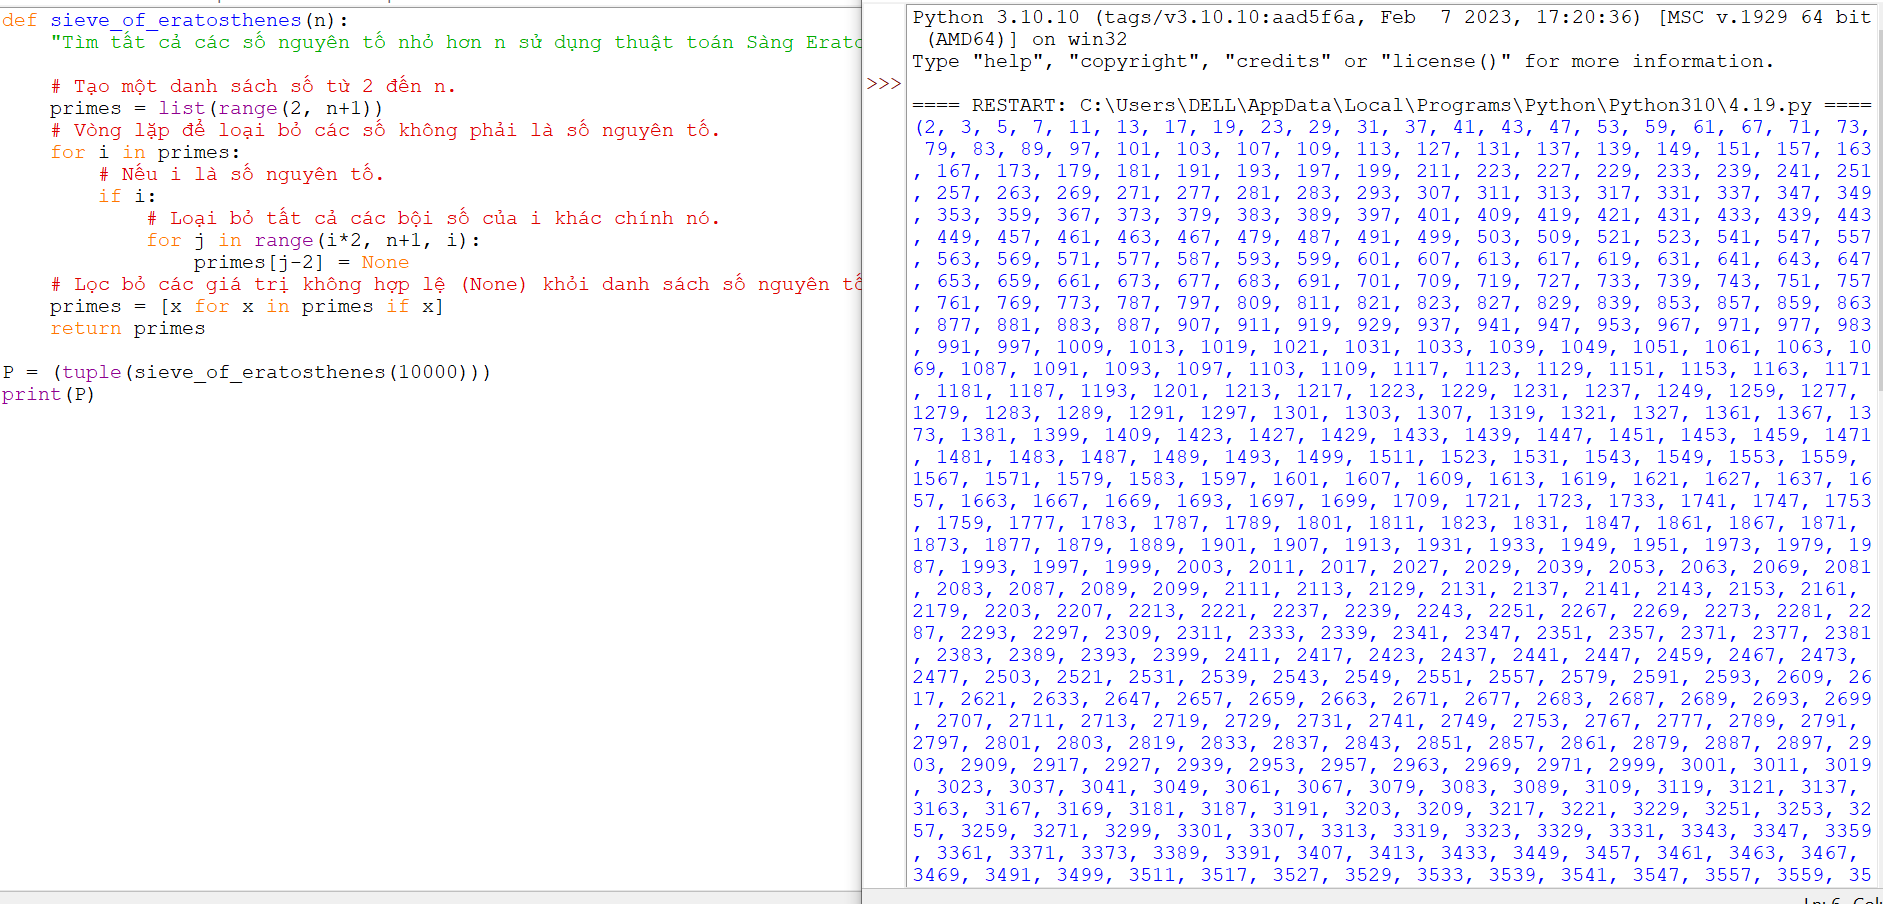 def sieve_of_eratosthenes(n):
"Tìm tất cả các số nguyên tố nhỏ hơn n sử dụng thuật toán Sàng
# Tạo một danh sách số từ 2 đến n.
primes = list(range(2, n+1))
# Vòng lặp để loại bỏ các số không phải là số nguyên tố.
for i in primes:
# Nếu i là số nguyên tố.
if i:
# Loại bỏ tất cả các bội số của i khác chính nó.
for j in range(i*2, n+1, i):
primes[j-2] = None
# Lọc bỏ các giá trị không hợp lệ (None) khỏi danh sách số nguyên tố
primes = [x for x in primes if x]
return primes
P = (tuple(sieve_of_eratosthenes(10000)))
print(P)
Python 3.10.10 (tags/v3.10.10:aad5f6a, Feb  7 2023, 17:20:36) [MSC v.1929 64 bit
(AMD64)] on win32
Type "help", "copyright", "credits" or "license()" for more information.
>>>
==== RESTART: C:\Users\DELL\AppData\Local\Programs\Python\Python310\4.19.py ====
(2, 3, 5, 7, 11, 13, 17, 19, 23, 29, 31, 37, 41, 43, 47, 53, 59, 61, 67, 71, 73,
79, 83, 89, 97, 101, 103, 107, 109, 113, 127, 131, 137, 139, 149, 151, 157, 163
, 167, 173, 179, 181, 191, 193, 197, 199, 211, 223, 227, 229, 233, 239, 241, 251
, 257, 263, 269, 271, 277, 281, 283, 293, 307, 311, 313, 317, 331, 337, 347, 349
, 353, 359, 367, 373, 379, 383, 389, 397, 401, 409, 419, 421, 431, 433, 439, 443
, 449, 457, 461, 463, 467, 479, 487, 491, 499, 503, 509, 521, 523, 541, 547, 557
, 563, 569, 571, 577, 587, 593, 599, 601, 607, 613, 617, 619, 631, 641, 643, 647
, 653, 659, 661, 673, 677, 683, 691, 701, 709, 719, 727, 733, 739, 743, 751, 757
, 761, 769, 773, 787, 797, 809, 811, 821, 823, 827, 829, 839, 853, 857, 859, 863
, 877, 881, 883, 887, 907, 911, 919, 929, 937, 941, 947, 953, 967, 971, 977, 983
, 991, 997, 1009, 1013, 1019, 1021, 1031, 1033, 1039, 1049, 1051, 1061, 1063, 10
69, 1087, 1091, 1093, 1097, 1103, 1109, 1117, 1123, 1129, 1151, 1153, 1163, 1171
, 1181, 1187, 1193, 1201, 1213, 1217, 1223, 1229, 1231, 1237, 1249, 1259, 1277,
1279, 1283, 1289, 1291, 1297, 1301, 1303, 1307, 1319, 1321, 1327, 1361, 1367, 13
73, 1381, 1399, 1409, 1423, 1427, 1429, 1433, 1439, 1447, 1451, 1453, 1459, 1471
, 1481, 1483, 1487, 1489, 1493, 1499, 1511, 1523, 1531, 1543, 1549, 1553, 1559,
1567, 1571, 1579, 1583, 1597, 1601, 1607, 1609, 1613, 1619, 1621, 1627, 1637, 16
57, 1663, 1667, 1669, 1693, 1697, 1699, 1709, 1721, 1723, 1733, 1741, 1747, 1753
, 1759, 1777, 1783, 1787, 1789, 1801, 1811, 1823, 1831, 1847, 1861, 1867, 1871,
1873, 1877, 1879, 1889, 1901, 1907, 1913, 1931, 1933, 1949, 1951, 1973, 1979, 19
87, 1993, 1997, 1999, 2003, 2011, 2017, 2027, 2029, 2039, 2053, 2063, 2069, 2081
, 2083, 2087, 2089, 2099, 2111, 2113, 2129, 2131, 2137, 2141, 2143, 2153, 2161,
2179, 2203, 2207, 2213, 2221, 2237, 2239, 2243, 2251, 2267, 2269, 2273, 2281, 22
87, 2293, 2297, 2309, 2311, 2333, 2339, 2341, 2347, 2351, 2357, 2371, 2377, 2381
, 2383, 2389, 2393, 2399, 2411, 2417, 2423, 2437, 2441, 2447, 2459, 2467, 2473,
2477, 2503, 2521, 2531, 2539, 2543, 2549, 2551, 2557, 2579, 2591, 2593, 2609, 26
17, 2621, 2633, 2647, 2657, 2659, 2663, 2671, 2677, 2683, 2687, 2689, 2693, 2699
, 2707, 2711, 2713, 2719, 2729, 2731, 2741, 2749, 2753, 2767, 2777, 2789, 2791,
2797, 2801, 2803, 2819, 2833, 2837, 2843, 2851, 2857, 2861, 2879, 2887, 2897, 29
03, 2909, 2917, 2927, 2939, 2953, 2957, 2963, 2969, 2971, 2999, 3001, 3011, 3019
, 3023, 3037, 3041, 3049, 3061, 3067, 3079, 3083, 3089, 3109, 3119, 3121, 3137,
3163, 3167, 3169, 3181, 3187, 3191, 3203, 3209, 3217, 3221, 3229, 3251, 3253, 32
57, 3259, 3271, 3299, 3301, 3307, 3313, 3319, 3323, 3329, 3331, 3343, 3347, 3359
, 3361, 3371, 3373, 3389, 3391, 3407, 3413, 3433, 3449, 3457, 3461, 3463, 3467,
3469, 3491, 3499, 3511, 3517, 3527, 3529, 3533, 3539, 3541, 3547, 3557, 3559, 35